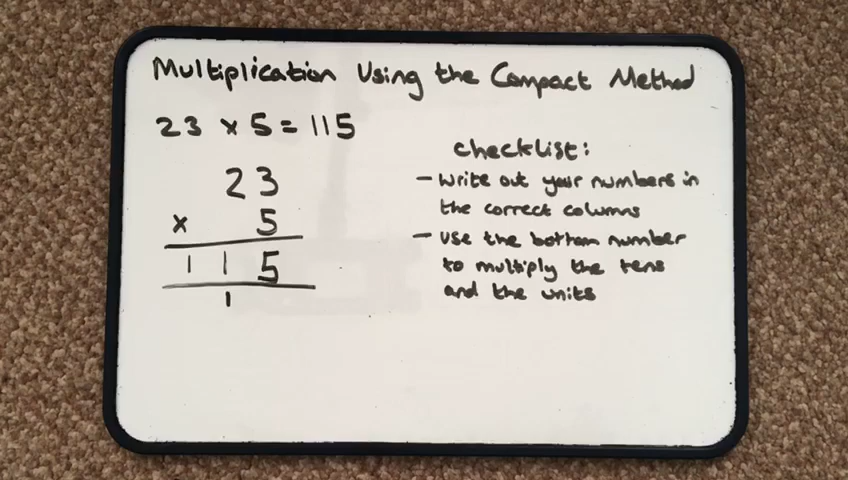 Multiplication Using the Compact Method
23 × 5 = 115
23
× 5
115
1
checklist:
- Write out your numbers in
the correct columns
- Use the bottom number
to multiply the tens
and the units